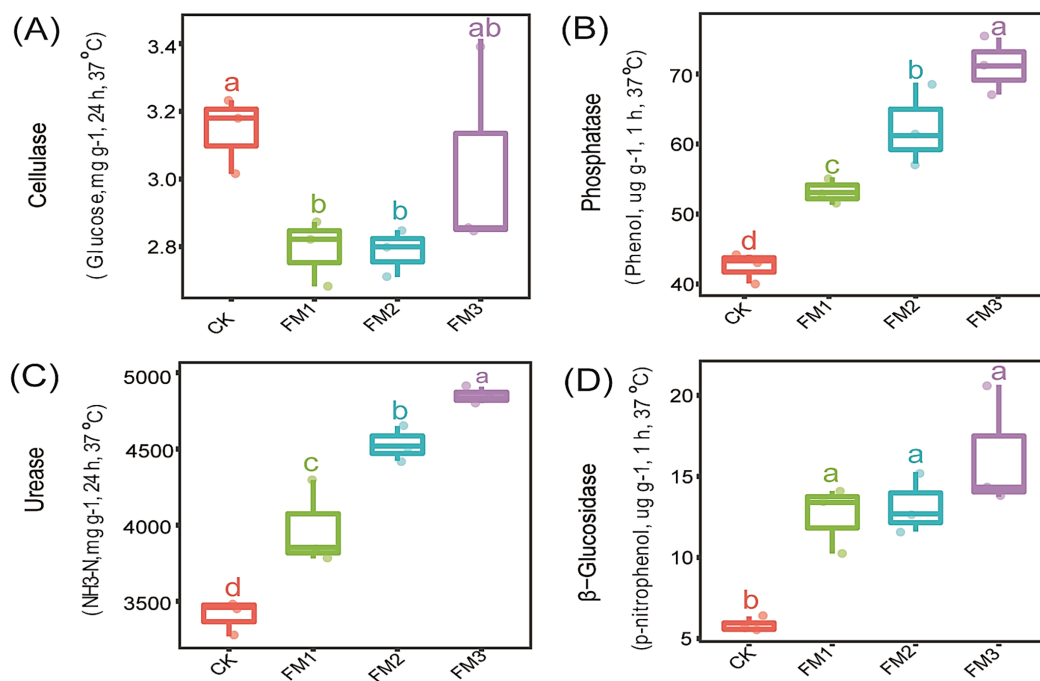 (A)
Cellulase
( Glucose,mg g-1, 24 h, 37 °C)
3.4
3.2
3.0
2.8
a
b
b
ab
CK
FM1
FM2
FM3
(B)
Phosphatase
(Phenol, ug g-1, 1 h, 37°C)
70
60
50
40
d
c
b
a
CK
FM1
FM2
FM3
(C)
Urease
(NH3-N,mg g-1, 24 h, 37 °C)
5000
4500
4000
3500
d
c
b
a
CK
FM1
FM2
FM3
(D)
β-Glucosidase
(p-nitrophenol, ug g-1, 1 h, 37 °C)
20
15
10
5
b
a
a
a
CK
FM1
FM2
FM3